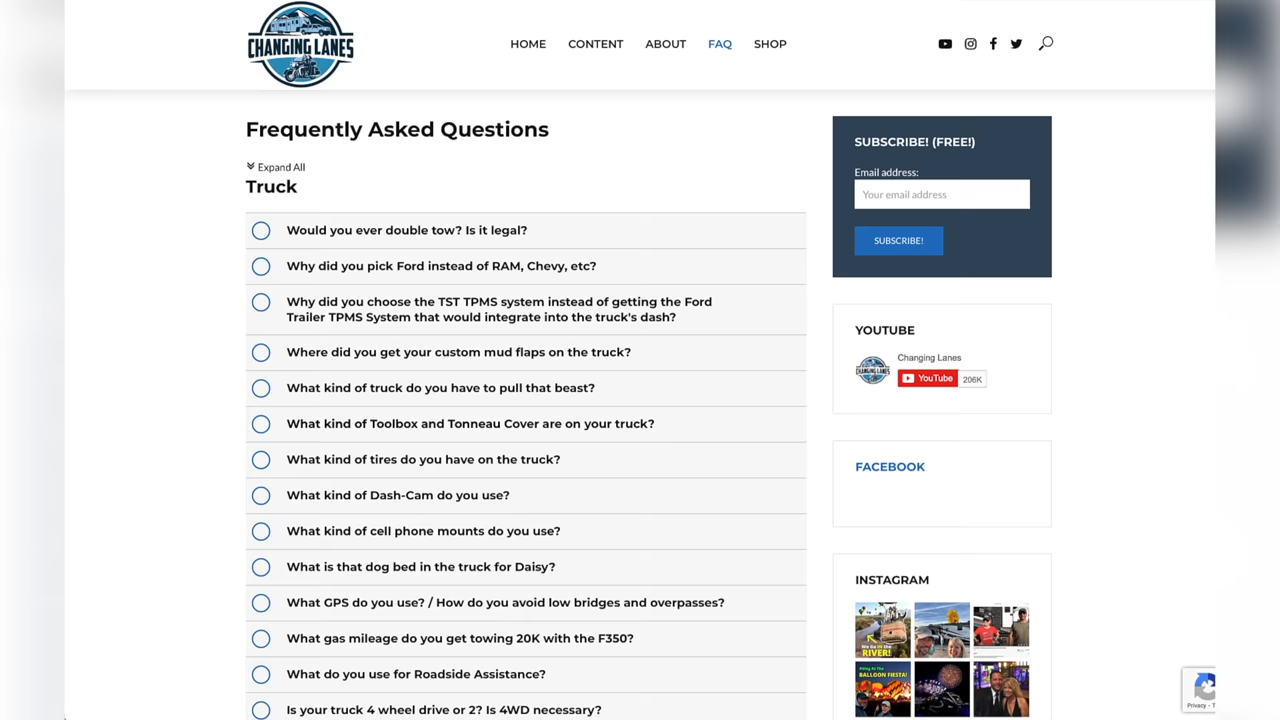 CHANGING LANES
HOME
CONTENT
ABOUT
FAQ
SHOP
Frequently Asked Questions
Expand All
Truck
Would you ever double tow? Is it legal?
Why did you pick Ford instead of RAM, Chevy, etc?
Why did you choose the TST TPMS system instead of getting the Ford
Trailer TPMS System that would integrate into the truck's dash?
Where did you get your custom mud flaps on the truck?
What kind of truck do you have to pull that beast?
What kind of Toolbox and Tonneau Cover are on your truck?
What kind of tires do you have on the truck?
What kind of Dash-Cam do you use?
What kind of cell phone mounts do you use?
What is that dog bed in the truck for Daisy?
What GPS do you use? / How do you avoid low bridges and overpasses?
What gas mileage do you get towing 20K with the F350?
What do you use for Roadside Assistance?
Is your truck 4 wheel drive or 2? Is 4WD necessary?
SUBSCRIBE! (FREE!)
Email address:
Your email address
SUBSCRIBE!
YOUTUBE
Changing Lanes
YouTube
206K
FACEBOOK
INSTAGRAM
We Go IN the
RIVER!
BALLOON FIESTA!
Privacy - T